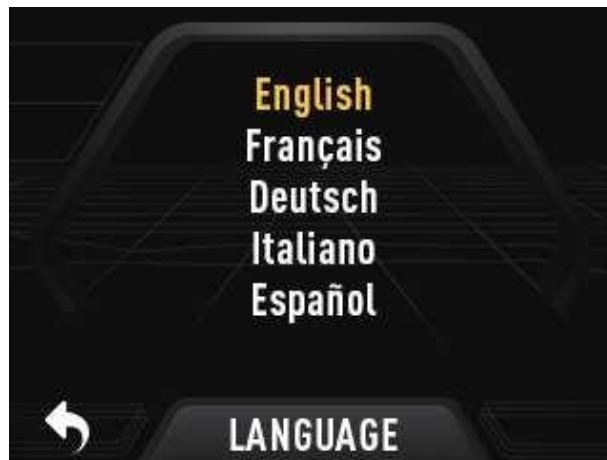 English
Français
Deutsch
Italiano
Español
LANGUAGE